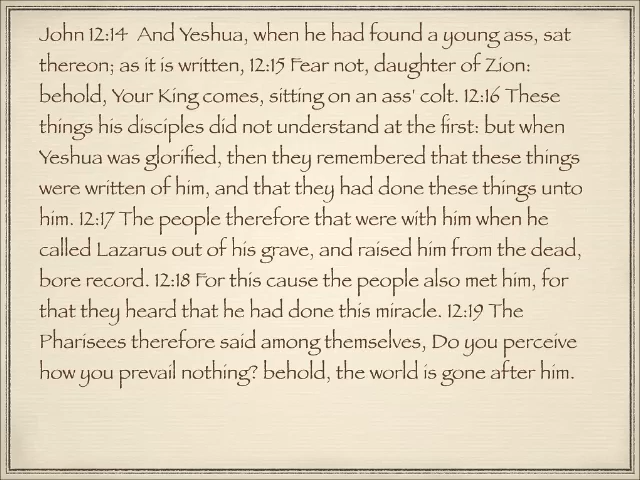 John 12:14  And Yeshua, when he had found a young ass, sat
thereon; as it is written, 12:15 Fear not, daughter of Zion:
behold, Your King comes, sitting on an ass' colt. 12:16 These
things his disciples did not understand at the first: but when
Yeshua was glorified, then they remembered that these things
were written of him, and that they had done these things unto
him. 12:17 The people therefore that were with him when he
called Lazarus out of his grave, and raised him from the dead,
bore record. 12:18 For this cause the people also met him, for
that they heard that he had done this miracle. 12:19 The
Pharisees therefore said among themselves, Do you perceive
how you prevail nothing? behold, the world is gone after him.